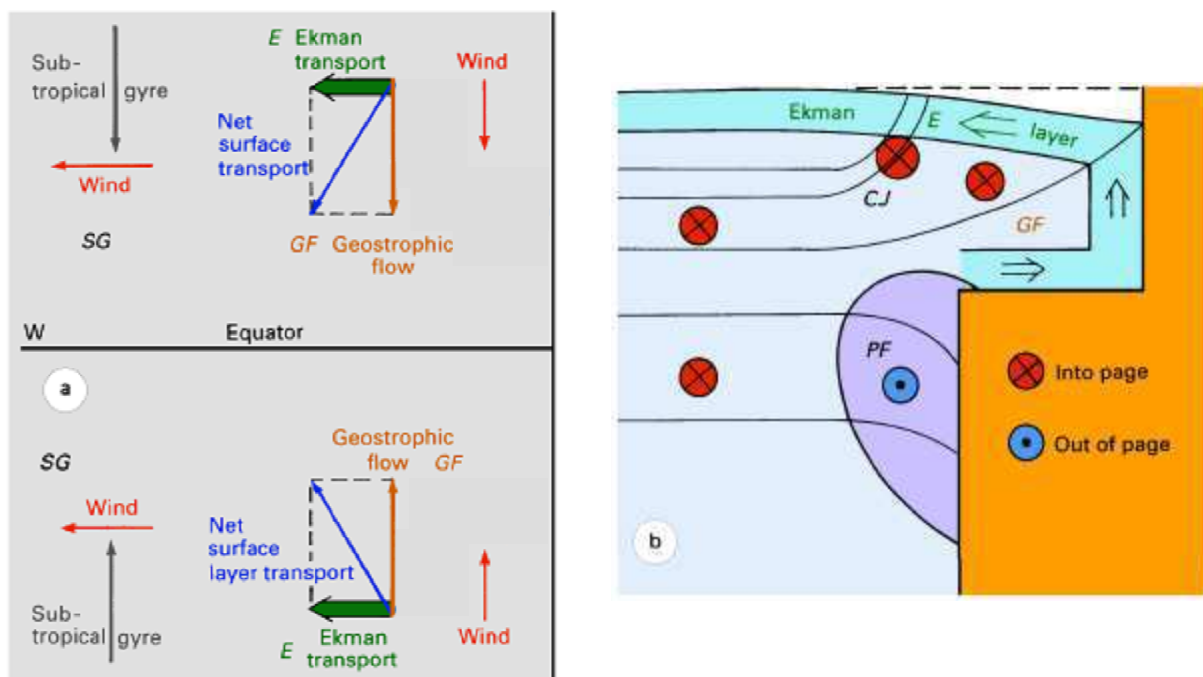 E Ekman
transport
Wind
Sub-
tropical gyre
Net
surface
transport
Wind
SG
GF Geostrophic
flow
W
Equator
a
Geostrophic
flow GF
SG
Wind
Net
surface
layer transport
Sub-
tropical gyre
E Ekman
transport
Wind
Ekman
E
layer
CJ
GF
PF
Into page
Out of page
b